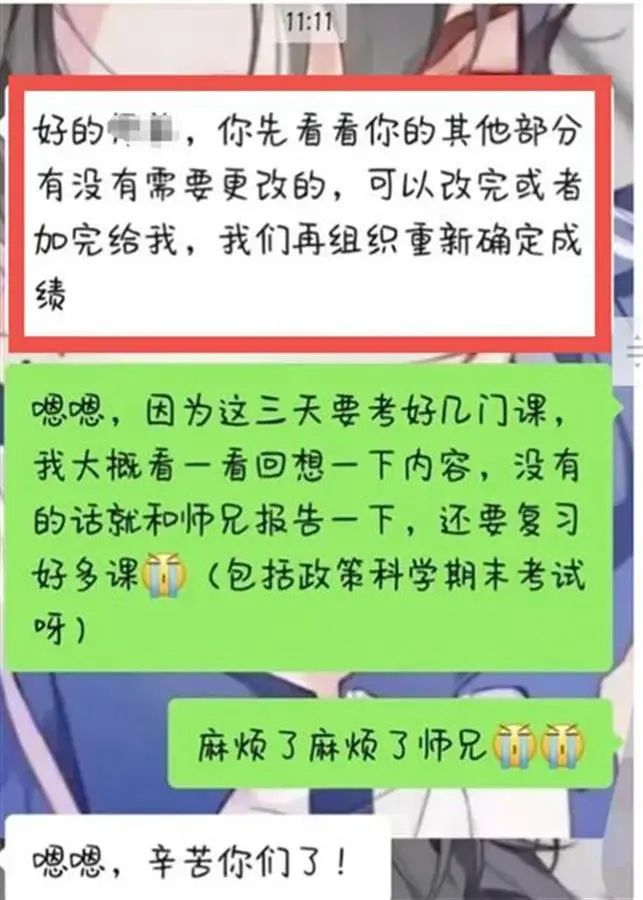 11:11
好的，你先看看你的其他部分
有没有需要更改的，可以改完或者
加完给我，我们再组织重新确定成
绩
嗯嗯，因为这三天要考好几门课，
我大概看一看回想一下内容，没有
的话就和师兄报告一下，还要复习
好多课😭（包括政策科学期末考试
呀）
麻烦了麻烦了师兄😭😭
嗯嗯，辛苦你们了！